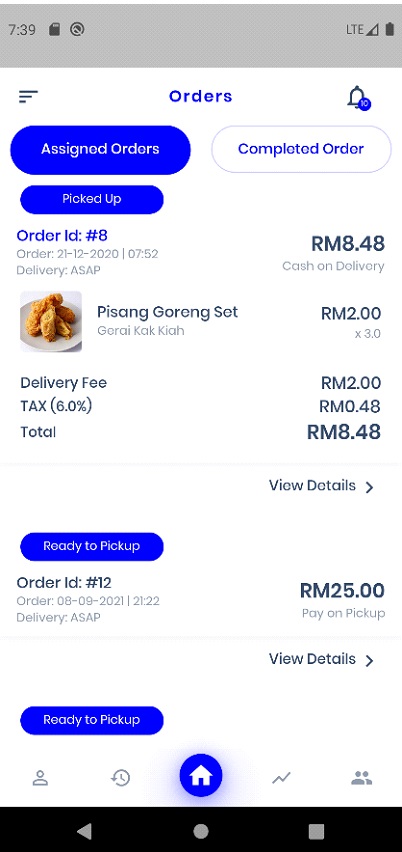 7:39
LTE
Orders
10
Assigned Orders
Completed Order
Picked Up
Order Id: #8
RM8.48
Order: 21-12-2020 | 07:52
Cash on Delivery
Delivery: ASAP
Pisang Goreng Set
RM2.00
Gerai Kak Kiah
x 3.0
Delivery Fee
RM2.00
TAX (6.0%)
RM0.48
Total
RM8.48
View Details
Ready to Pickup
Order Id: #12
RM25.00
Order: 08-09-2021 | 21:22
Pay on Pickup
Delivery: ASAP
View Details
Ready to Pickup